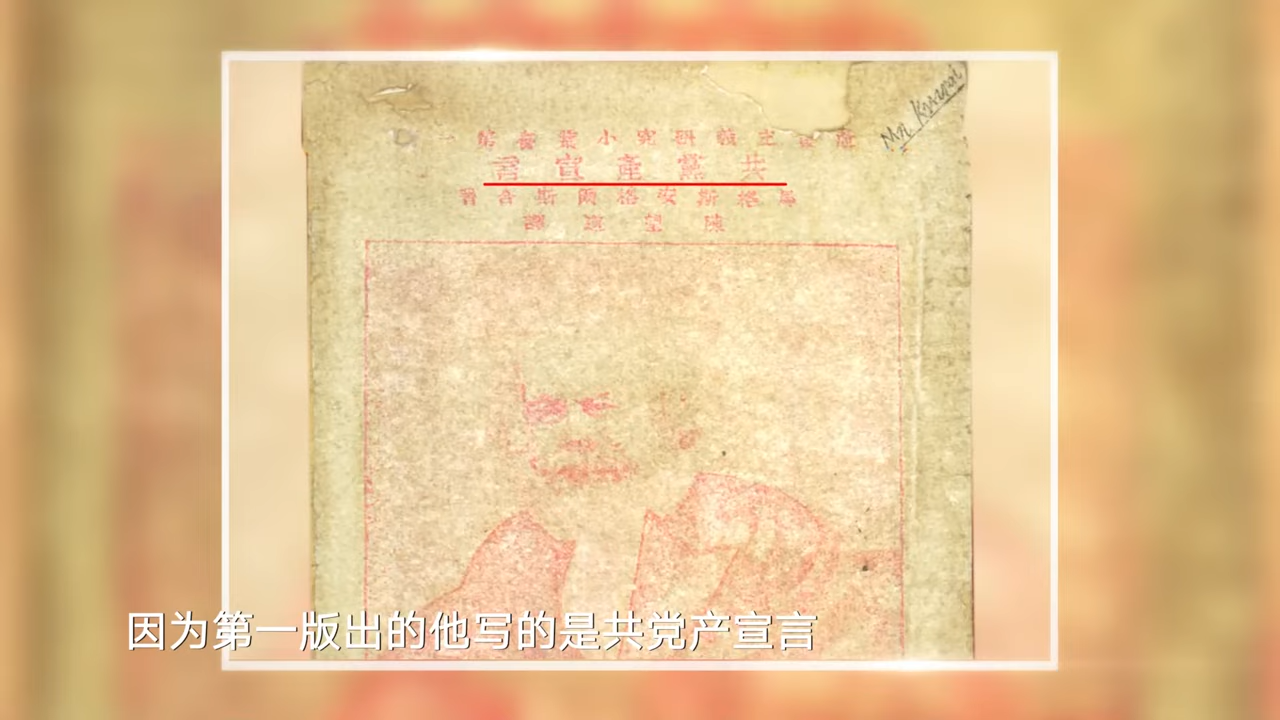 社會主義研究小叢書第一
共黨產宣言
馬格斯安格爾斯合著
陳望道譯
因为第一版出的他写的是共党产宣言